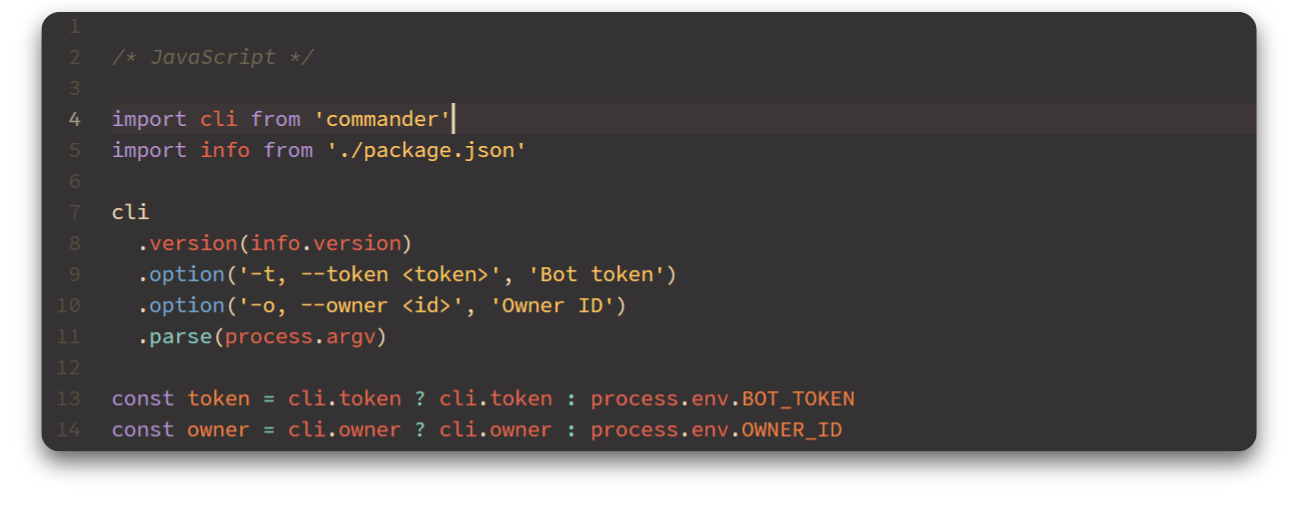 1
2 /* JavaScript */
3
4 import cli from 'commander'
5 import info from './package.json'
6
7 cli
8   .version(info.version)
9   .option('-t, --token <token>', 'Bot token')
10   .option('-o, --owner <id>', 'Owner ID')
11   .parse(process.argv)
12
13 const token = cli.token ? cli.token : process.env.BOT_TOKEN
14 const owner = cli.owner ? cli.owner : process.env.OWNER_ID